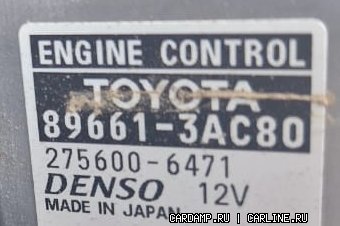 ENGINE CONTROL
TOYOTA
89661-3AC80
275600-6471
DENSO 12V
MADE IN JAPAN
CARDAMP.RU | CARLINE.RU